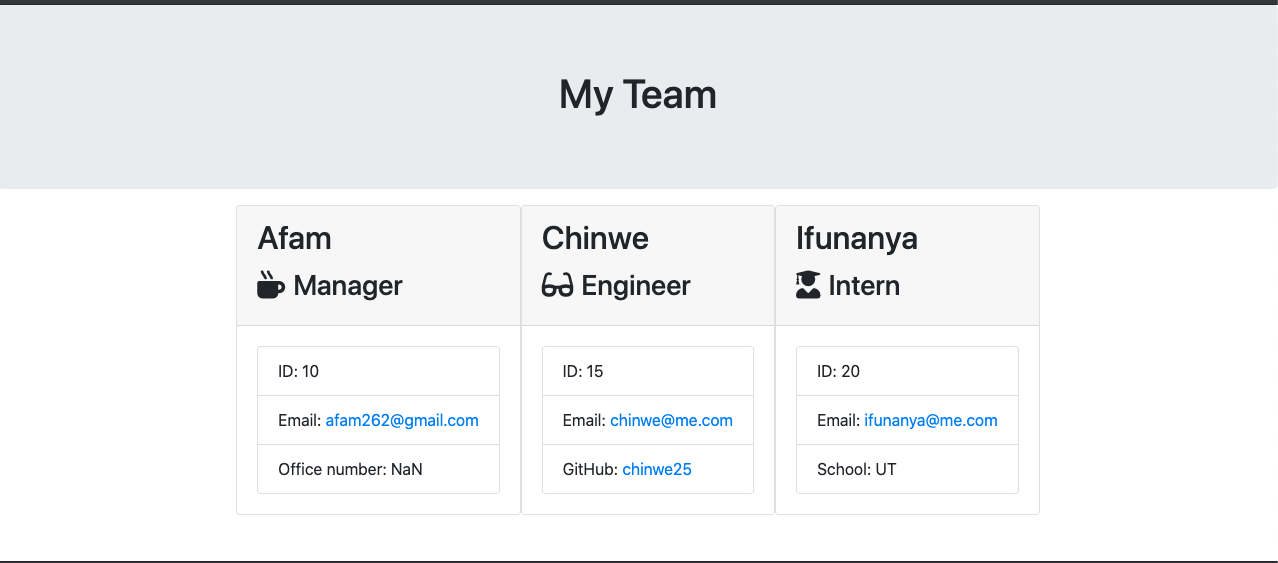 My Team
Afam
Manager
ID: 10
Email: afam262@gmail.com
Office number: NaN
Chinwe
Engineer
ID: 15
Email: chinwe@me.com
GitHub: chinwe25
Ifunanya
Intern
ID: 20
Email: ifunanya@me.com
School: UT